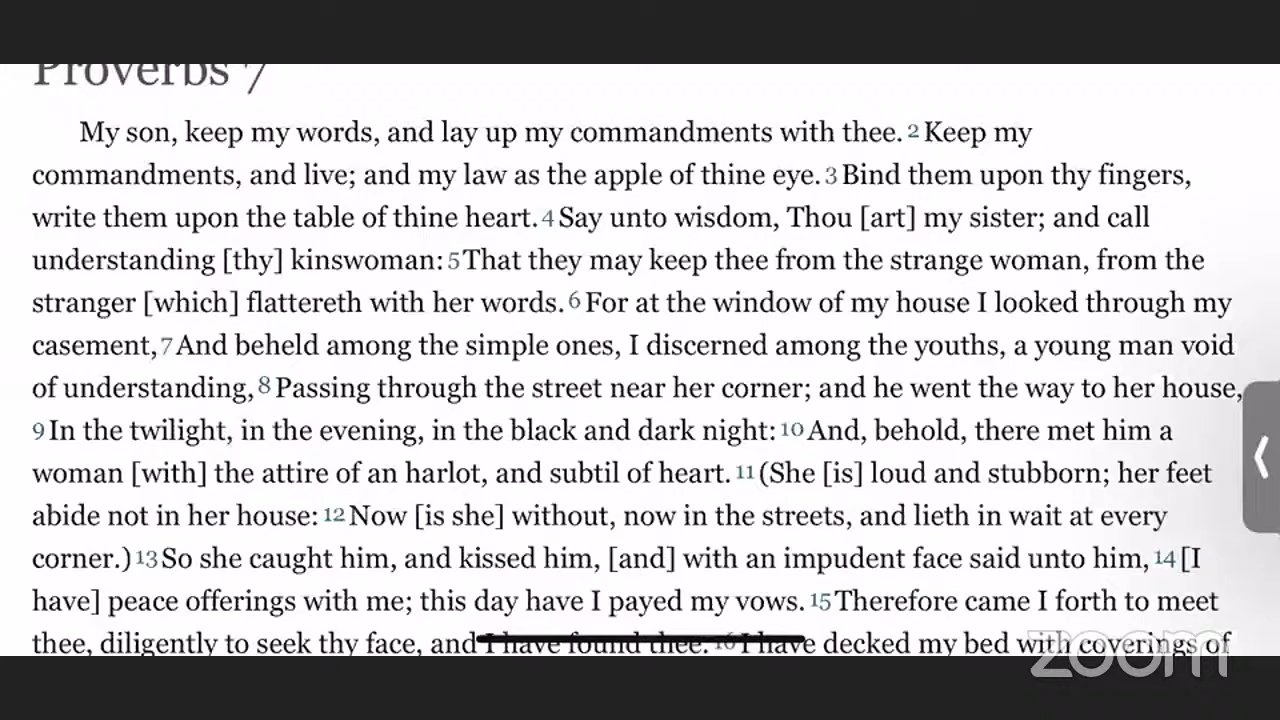 Proverbs 7
My son, keep my words, and lay up my commandments with thee. 2 Keep my
commandments, and live; and my law as the apple of thine eye. 3 Bind them upon thy fingers,
write them upon the table of thine heart. 4 Say unto wisdom, Thou [art] my sister; and call
understanding [thy] kinswoman: 5 That they may keep thee from the strange woman, from the
stranger [which] flattereth with her words. 6 For at the window of my house I looked through my
casement, 7 And beheld among the simple ones, I discerned among the youths, a young man void
of understanding, 8 Passing through the street near her corner; and he went the way to her house,
9 In the twilight, in the evening, in the black and dark night: 10 And, behold, there met him a
woman [with] the attire of an harlot, and subtil of heart. 11 (She [is] loud and stubborn; her feet
abide not in her house: 12 Now [is she] without, now in the streets, and lieth in wait at every
corner.) 13 So she caught him, and kissed him, [and] with an impudent face said unto him, 14 [I
have] peace offerings with me; this day have I payed my vows. 15 Therefore came I forth to meet
thee, diligently to seek thy face, and I have found thee. 16 I have decked my bed with coverings of
zoom